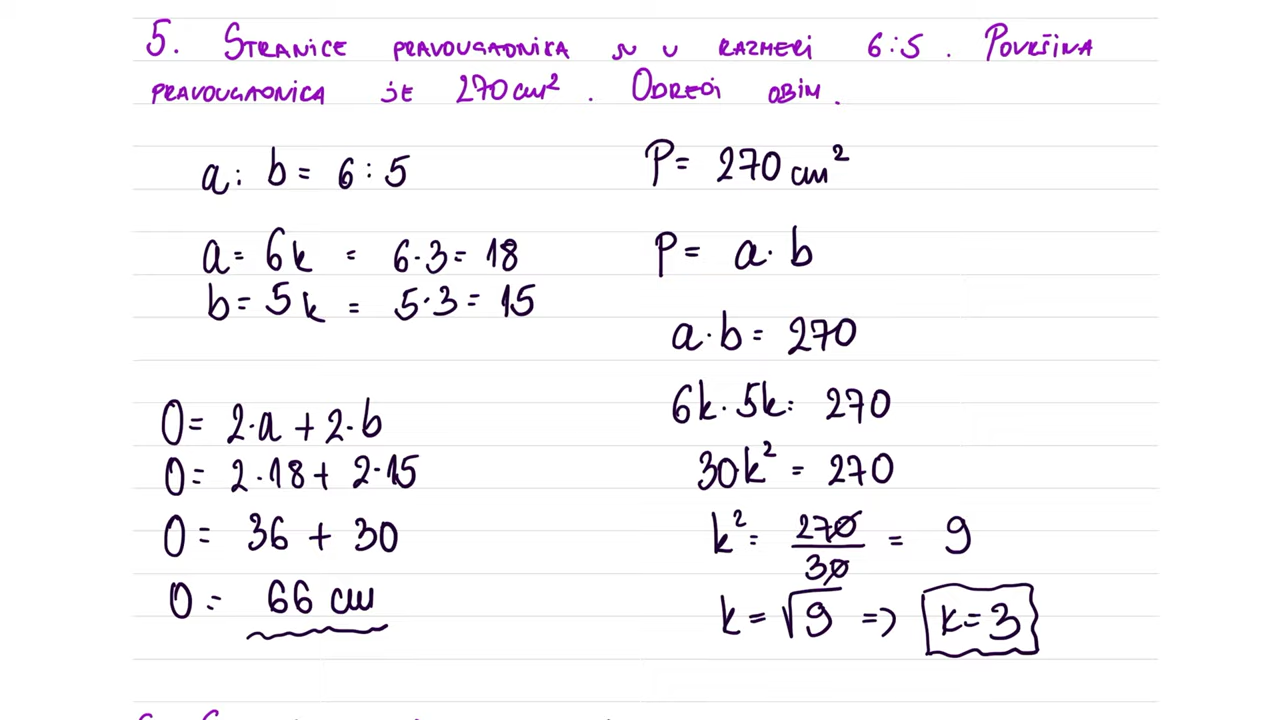 5. STRANICE PRAVOUGAONIKA SU U RAZMERI 6:5. POVRŠINA
PRAVOUGAONICA JE 270 cm². ODREDI OBIM.
a : b = 6 : 5
a = 6k = 6·3 = 18
b = 5k = 5·3 = 15
O = 2·a + 2·b
O = 2·18 + 2·15
O = 36 + 30
O = 66 cm
P = 270 cm²
P = a·b
a·b = 270
6k·5k = 270
30k² = 270
k² = 270/30 = 9
k = √9 => k = 3